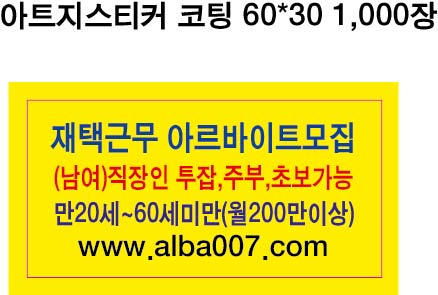 아트지스티커 코팅 60*30 1,000장
재택근무 아르바이트모집
(남여)직장인 투잡,주부,초보가능
만20세~60세미만(월200만이상)
www.alba007.com